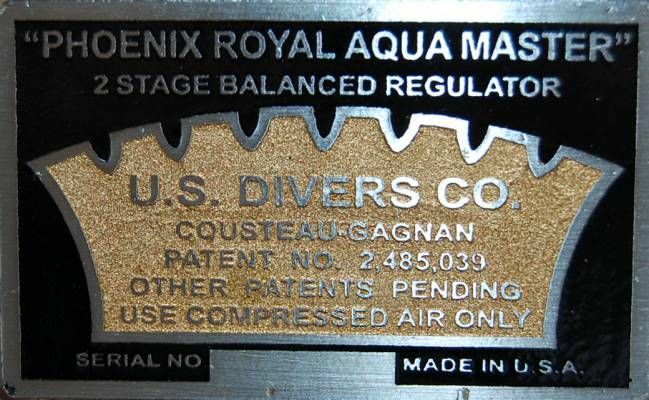 "PHOENIX ROYAL AQUA MASTER"
2 STAGE BALANCED REGULATOR
U.S. DIVERS CO.
COUSTEAU-GAGNAN
PATENT NO. 2,485,039
OTHER PATENTS PENDING
USE COMPRESSED AIR ONLY
SERIAL NO
MADE IN U.S.A.